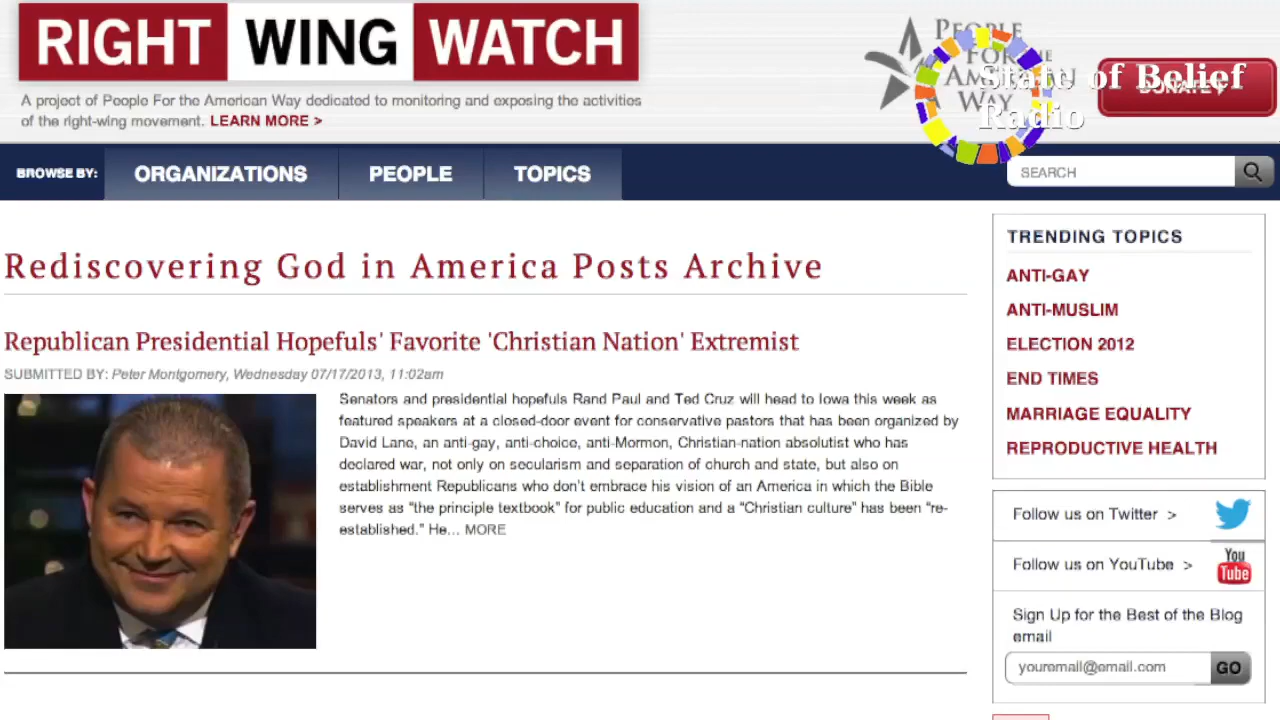 RIGHT WING WATCH
A project of People For the American Way dedicated to monitoring and exposing the activities
of the right-wing movement. LEARN MORE >
PEOPLE
FOR THE
AMERICAN
WAY
State of Belief
Radio
DONATE
BROWSE BY:
ORGANIZATIONS
PEOPLE
TOPICS
SEARCH
Rediscovering God in America Posts Archive
Republican Presidential Hopefuls' Favorite 'Christian Nation' Extremist
SUBMITTED BY: Peter Montgomery, Wednesday 07/17/2013, 11:02am
Senators and presidential hopefuls Rand Paul and Ted Cruz will head to Iowa this week as
featured speakers at a closed-door event for conservative pastors that has been organized by
David Lane, an anti-gay, anti-choice, anti-Mormon, Christian-nation absolutist who has
declared war, not only on secularism and separation of church and state, but also on
establishment Republicans who don't embrace his vision of an America in which the Bible
serves as "the principle textbook" for public education and a "Christian culture" has been "re-
established." He... MORE
TRENDING TOPICS
ANTI-GAY
ANTI-MUSLIM
ELECTION 2012
END TIMES
MARRIAGE EQUALITY
REPRODUCTIVE HEALTH
Follow us on Twitter >
Follow us on YouTube >
You
Tube
Sign Up for the Best of the Blog
email
youremail@email.com
GO